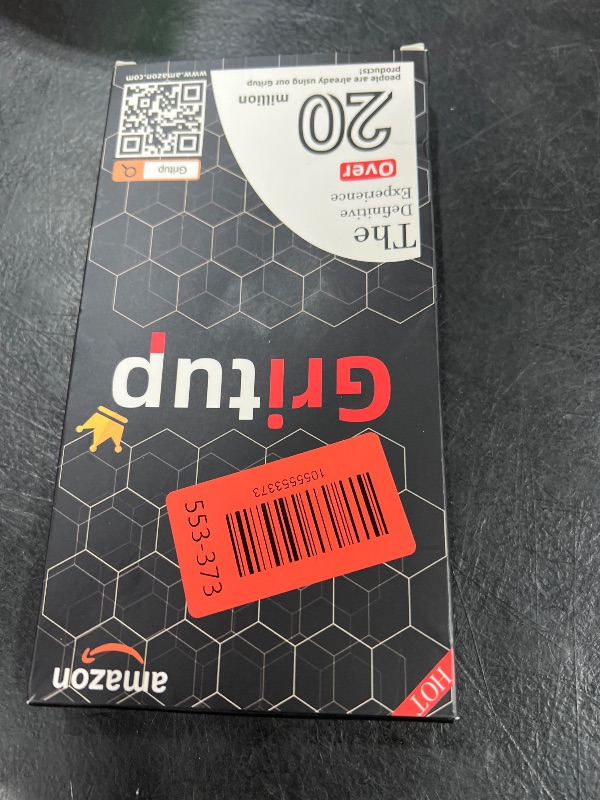 amazon
HOT
553-373
1055553373
Gritup
The
Definitive
Experience
Over
20
million
people are already using our Gritup
products!
Gritup
www.amazon.com